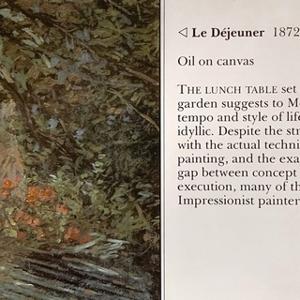 ◁ Le Déjeuner 1872
Oil on canvas
THE LUNCH TABLE set
garden suggests to M
tempo and style of life
idyllic. Despite the str
with the actual techni
painting, and the exa
gap between concept
execution, many of th
Impressionist painter